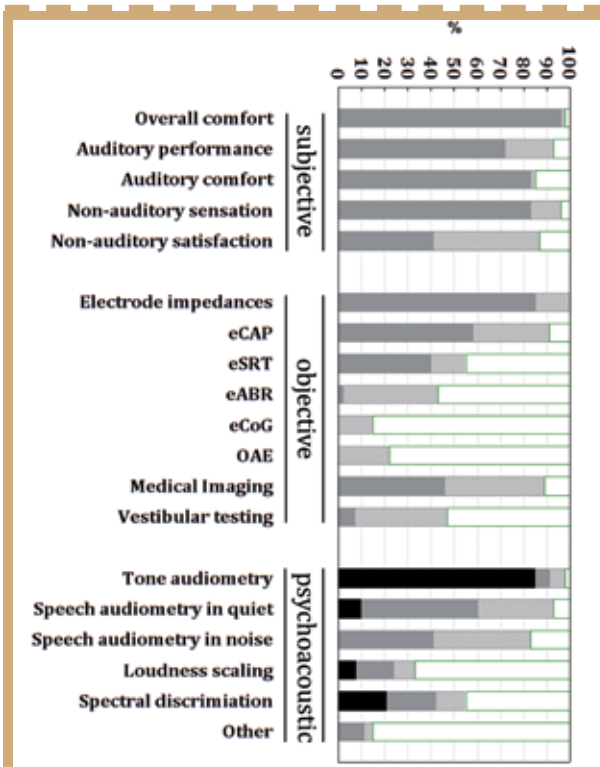 %
0 10 20 30 40 50 60 70 80 90 100
subjective
Overall comfort
Auditory performance
Auditory comfort
Non-auditory sensation
Non-auditory satisfaction
objective
Electrode impedances
eCAP
eSRT
eABR
eCoG
OAE
Medical Imaging
Vestibular testing
psychoacoustic
Tone audiometry
Speech audiometry in quiet
Speech audiometry in noise
Loudness scaling
Spectral discrimiation
Other